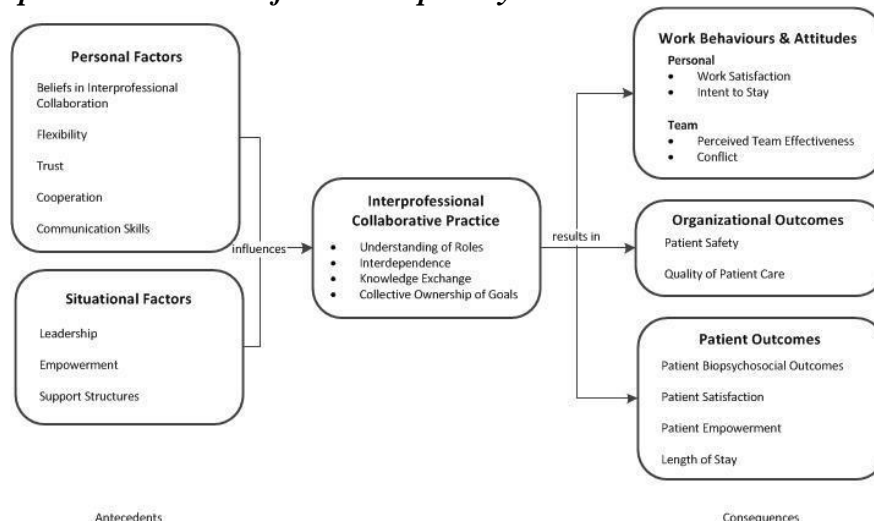 Personal Factors
Beliefs in Interprofessional
Collaboration
Flexibility
Trust
Cooperation
Communication Skills
Situational Factors
Leadership
Empowerment
Support Structures
influences
Interprofessional
Collaborative Practice
• Understanding of Roles
• Interdependence
• Knowledge Exchange
• Collective Ownership of Goals
results in
Work Behaviours & Attitudes
Personal
• Work Satisfaction
• Intent to Stay
Team
• Perceived Team Effectiveness
• Conflict
Organizational Outcomes
Patient Safety
Quality of Patient Care
Patient Outcomes
Patient Biopsychosocial Outcomes
Patient Satisfaction
Patient Empowerment
Length of Stay
Antecedents
Consequences